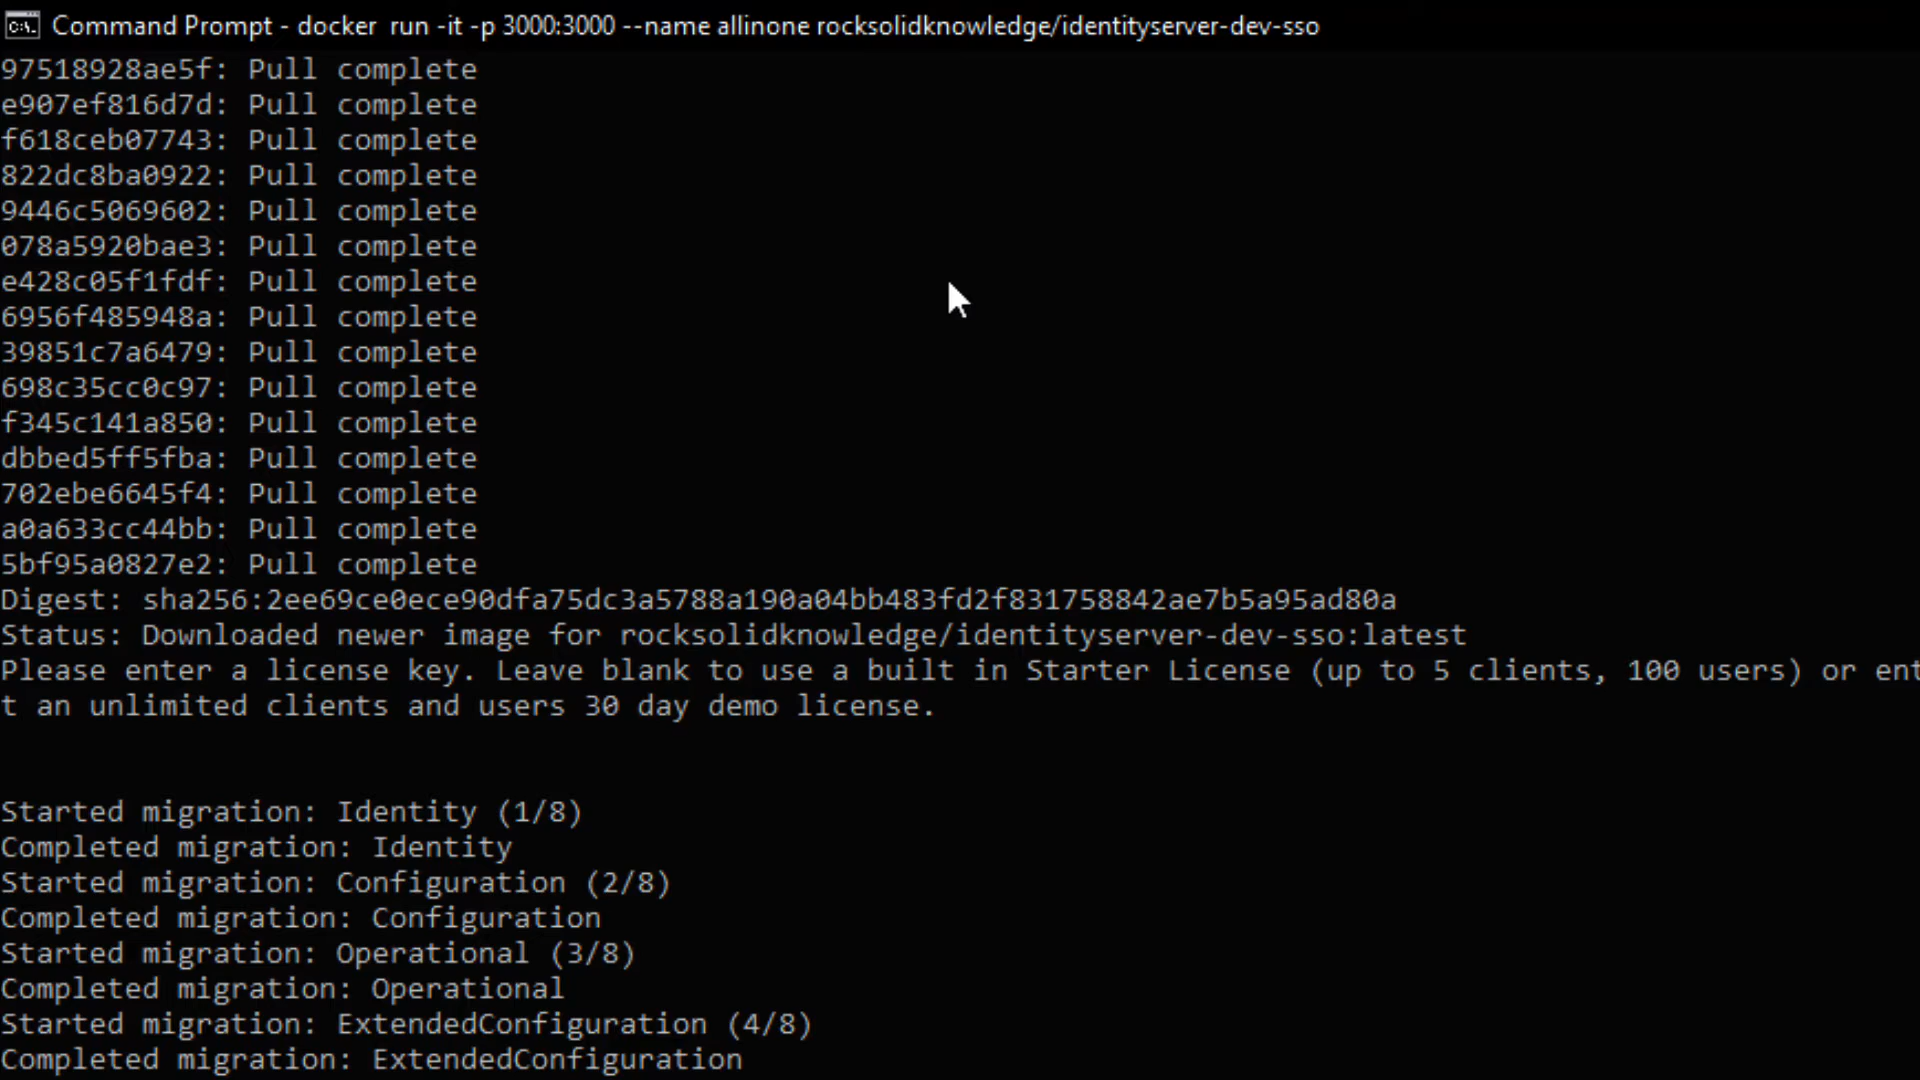 Command Prompt - docker  run -it -p 3000:3000 --name allinone rocksolidknowledge/identityserver-dev-sso
97518928ae5f: Pull complete
e907ef816d7d: Pull complete
f618ceb07743: Pull complete
822dc8ba0922: Pull complete
9446c5069602: Pull complete
078a5920bae3: Pull complete
e428c05f1fdf: Pull complete
6956f485948a: Pull complete
39851c7a6479: Pull complete
698c35cc0c97: Pull complete
f345c141a850: Pull complete
dbbed5ff5fba: Pull complete
702ebe6645f4: Pull complete
a0a633cc44bb: Pull complete
5bf95a0827e2: Pull complete
Digest: sha256:2ee69ce0ece90dfa75dc3a5788a190a04bb483fd2f831758842ae7b5a95ad80a
Status: Downloaded newer image for rocksolidknowledge/identityserver-dev-sso:latest
Please enter a license key. Leave blank to use a built in Starter License (up to 5 clients, 100 users) or ent
t an unlimited clients and users 30 day demo license.
Started migration: Identity (1/8)
Completed migration: Identity
Started migration: Configuration (2/8)
Completed migration: Configuration
Started migration: Operational (3/8)
Completed migration: Operational
Started migration: ExtendedConfiguration (4/8)
Completed migration: ExtendedConfiguration